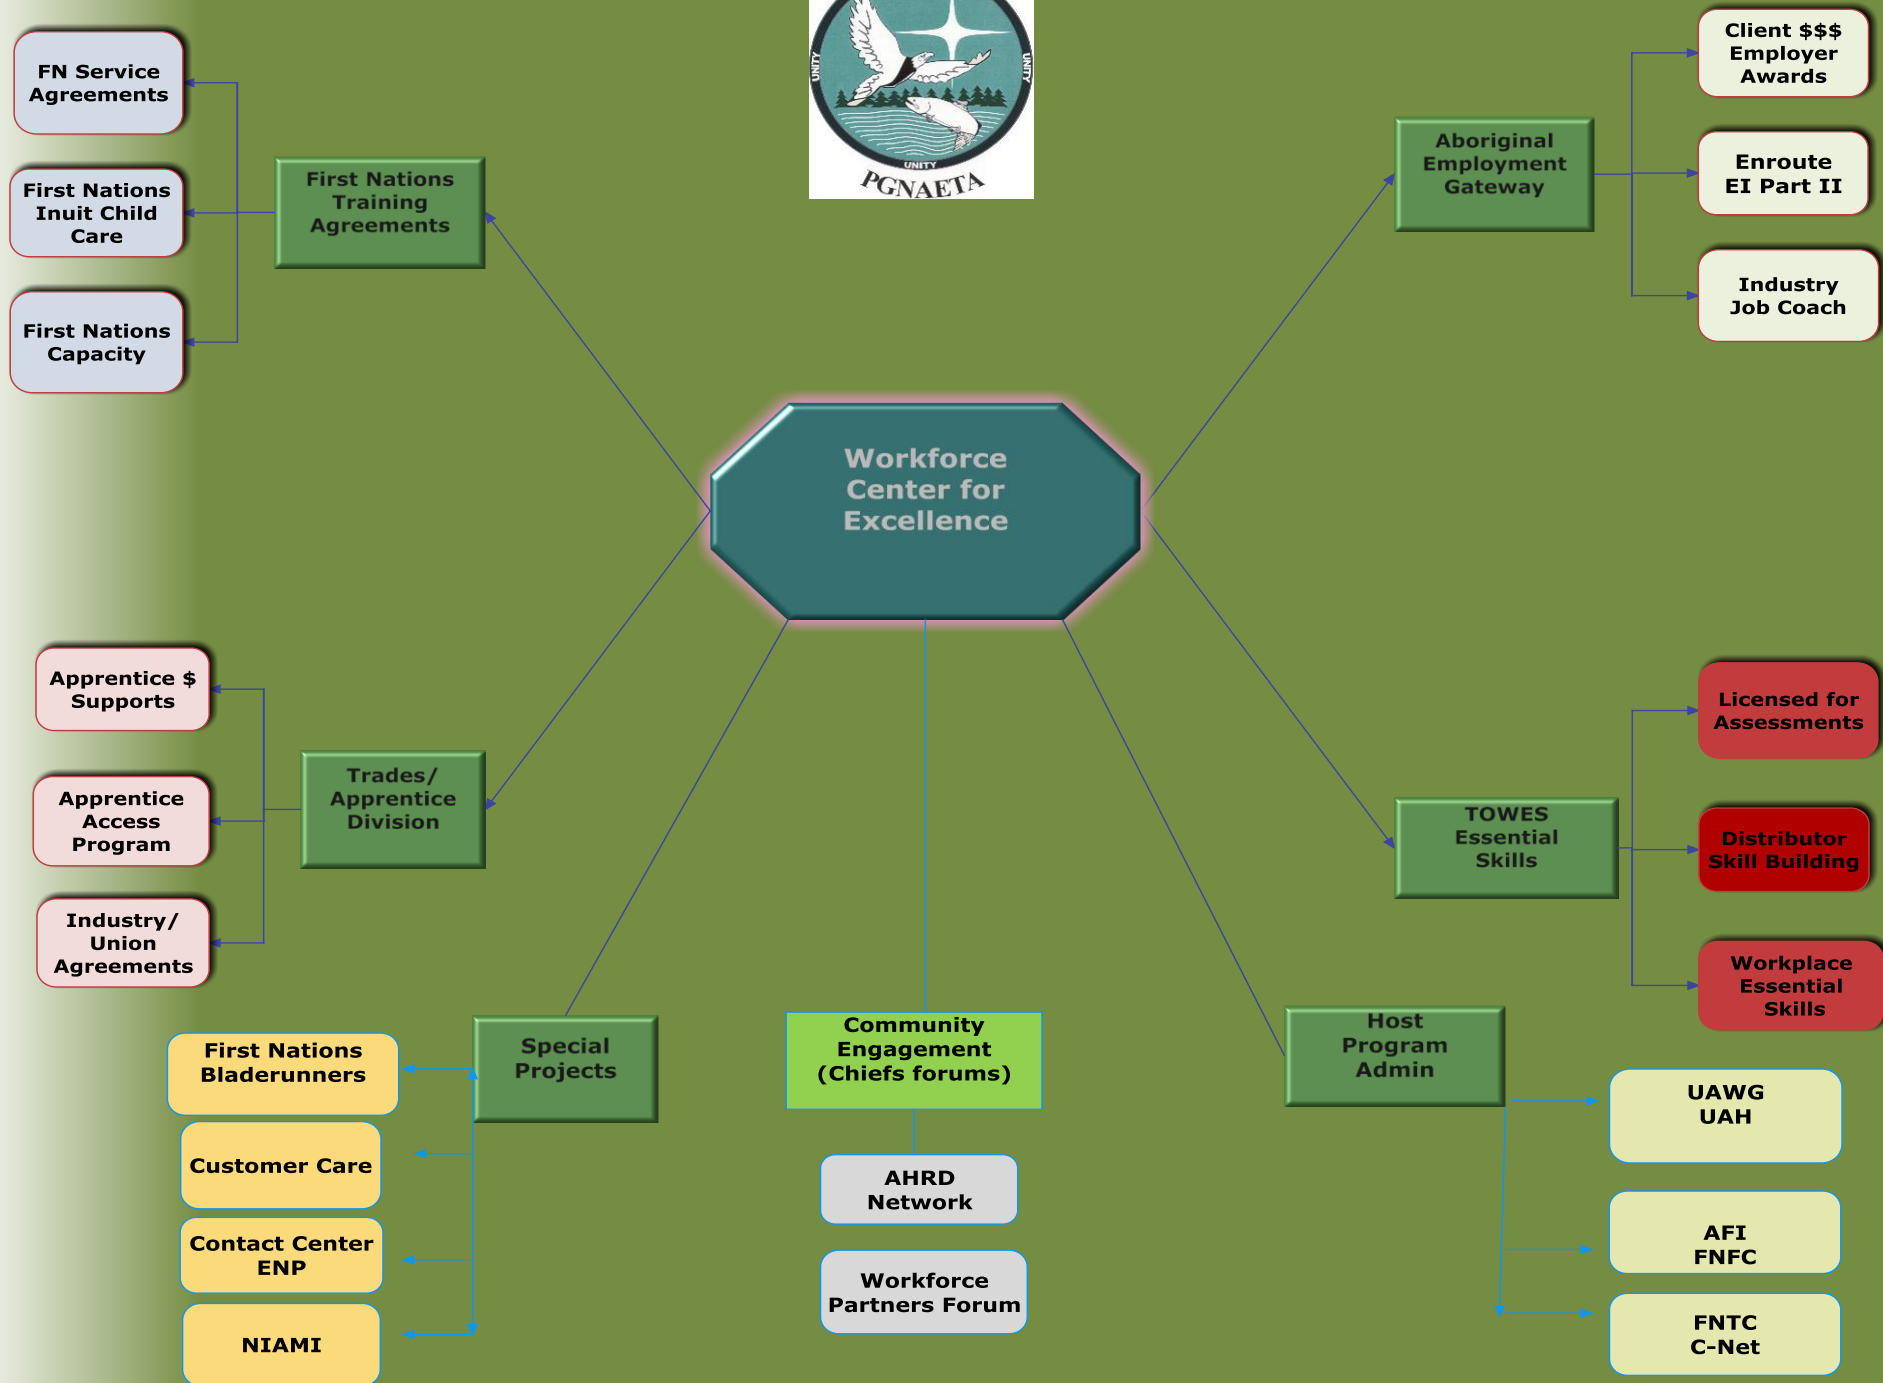 UNITY
UNITY
UNITY
PGNAETA
FN Service
Agreements
First Nations
Inuit Child
Care
First Nations
Capacity
First Nations
Training
Agreements
Client $$$
Employer
Awards
Enroute
EI Part II
Industry
Job Coach
Aboriginal
Employment
Gateway
Workforce
Center for
Excellence
Apprentice $
Supports
Apprentice
Access
Program
Industry/
Union
Agreements
Trades/
Apprentice
Division
TOWES
Essential
Skills
Licensed for
Assessments
Distributor
Skill Building
Workplace
Essential
Skills
Special
Projects
First Nations
Bladerunners
Customer Care
Contact Center
ENP
NIAMI
Community
Engagement
(Chiefs forums)
AHRD
Network
Workforce
Partners Forum
Host
Program
Admin
UAWG
UAH
AFI
FNFC
FNTC
C-Net